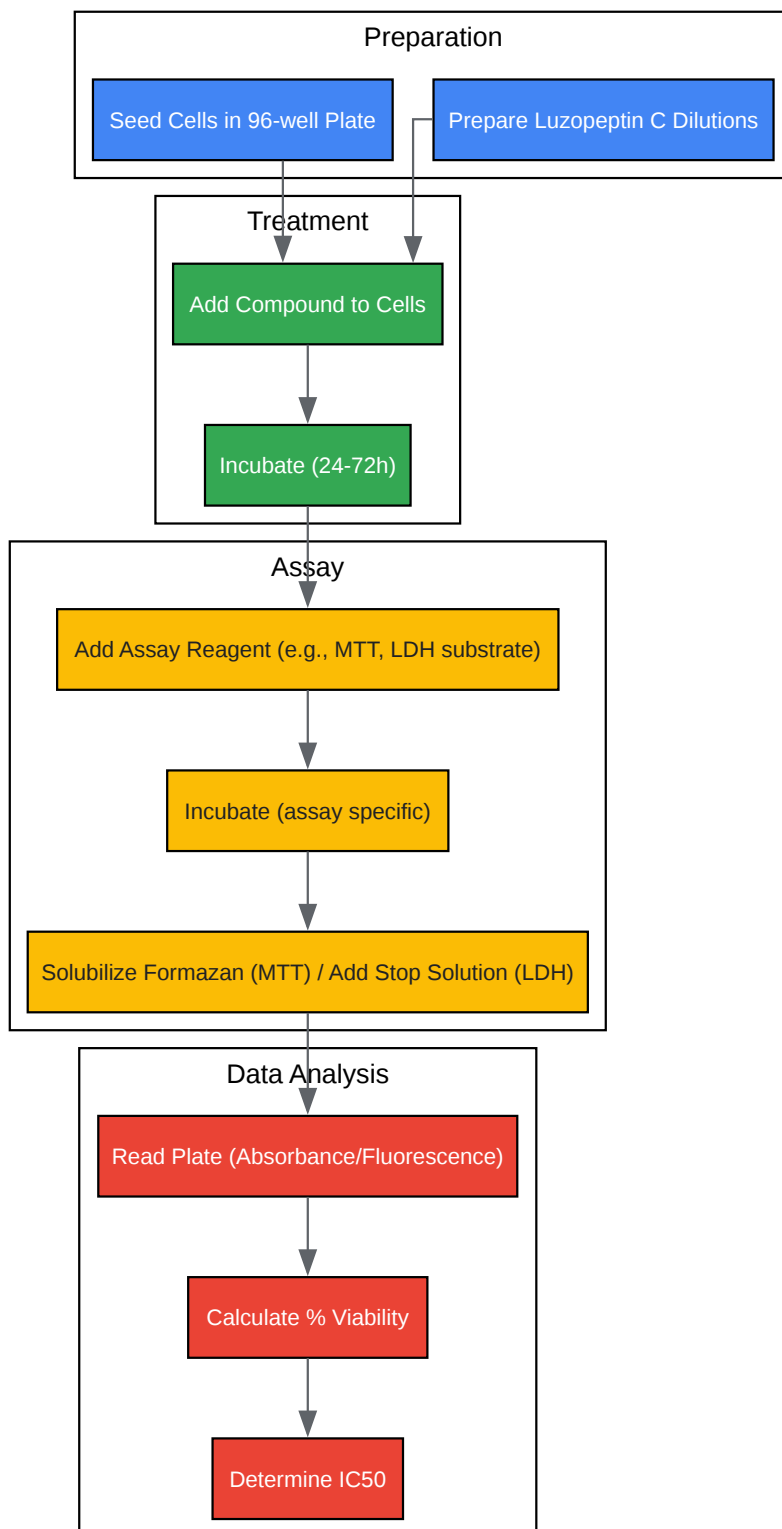 Preparation
Seed Cells in 96-well Plate
Prepare Luzopeptin C Dilutions
Treatment
Add Compound to Cells
Incubate (24-72h)
Assay
Add Assay Reagent (e.g., MTT, LDH substrate)
Incubate (assay specific)
Solubilize Formazan (MTT) / Add Stop Solution (LDH)
Data Analysis
Read Plate (Absorbance/Fluorescence)
Calculate % Viability
Determine IC50